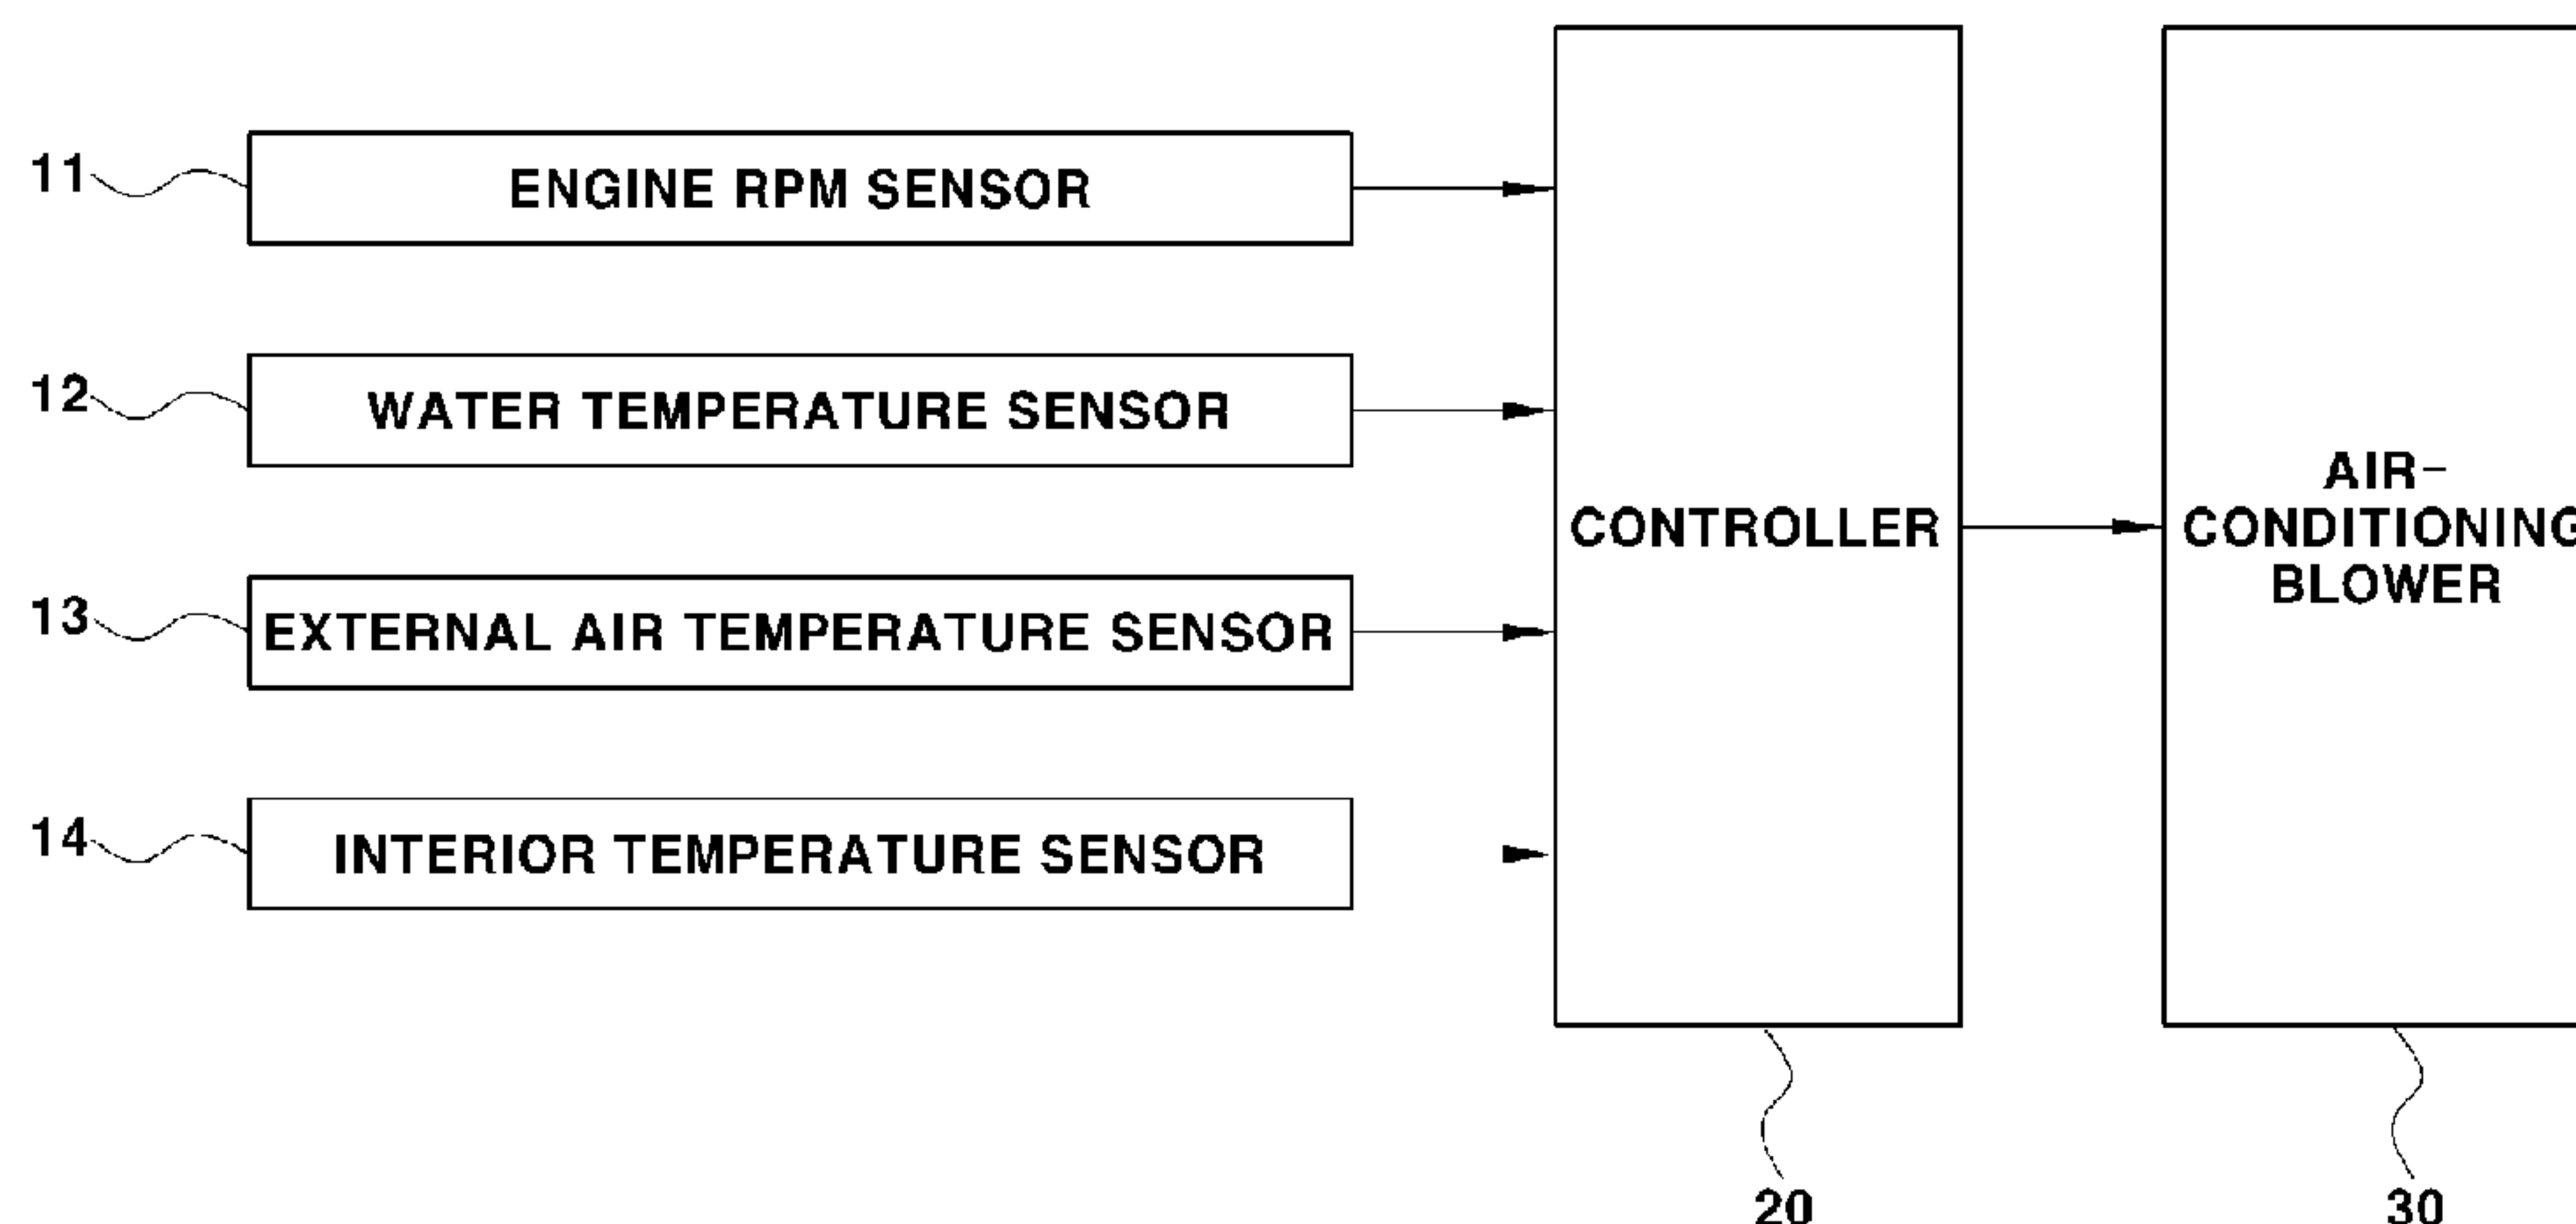 11
ENGINE RPM SENSOR
12
WATER TEMPERATURE SENSOR
13
EXTERNAL AIR TEMPERATURE SENSOR
14
INTERIOR TEMPERATURE SENSOR
CONTROLLER
20
AIR-
CONDITIONING
BLOWER
30